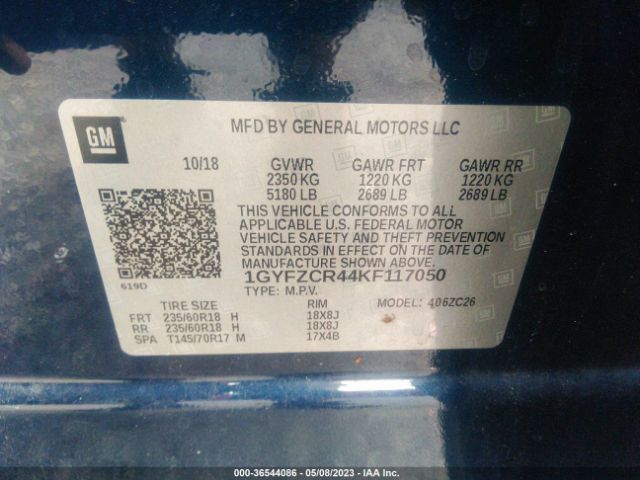 GM
MFD BY GENERAL MOTORS LLC
10/18 GVWR GAWR FRT GAWR RR
2350 KG 1220 KG 1220 KG
5180 LB 2689 LB 2689 LB
THIS VEHICLE CONFORMS TO ALL
APPLICABLE U.S. FEDERAL MOTOR
VEHICLE SAFETY AND THEFT PREVENTION
STANDARDS IN EFFECT ON THE DATE
OF MANUFACTURE SHOWN ABOVE.
619D
1GYFZCR44KF117050
TYPE: M.P.V. MODEL: 406ZC26
TIRE SIZE RIM
FRT 235/60R18 H 18X8J
RR 235/60R18 H 18X8J
SPA T145/70R17 M 17X4B
000-36544086 - 05/08/2023 - IAA Inc.